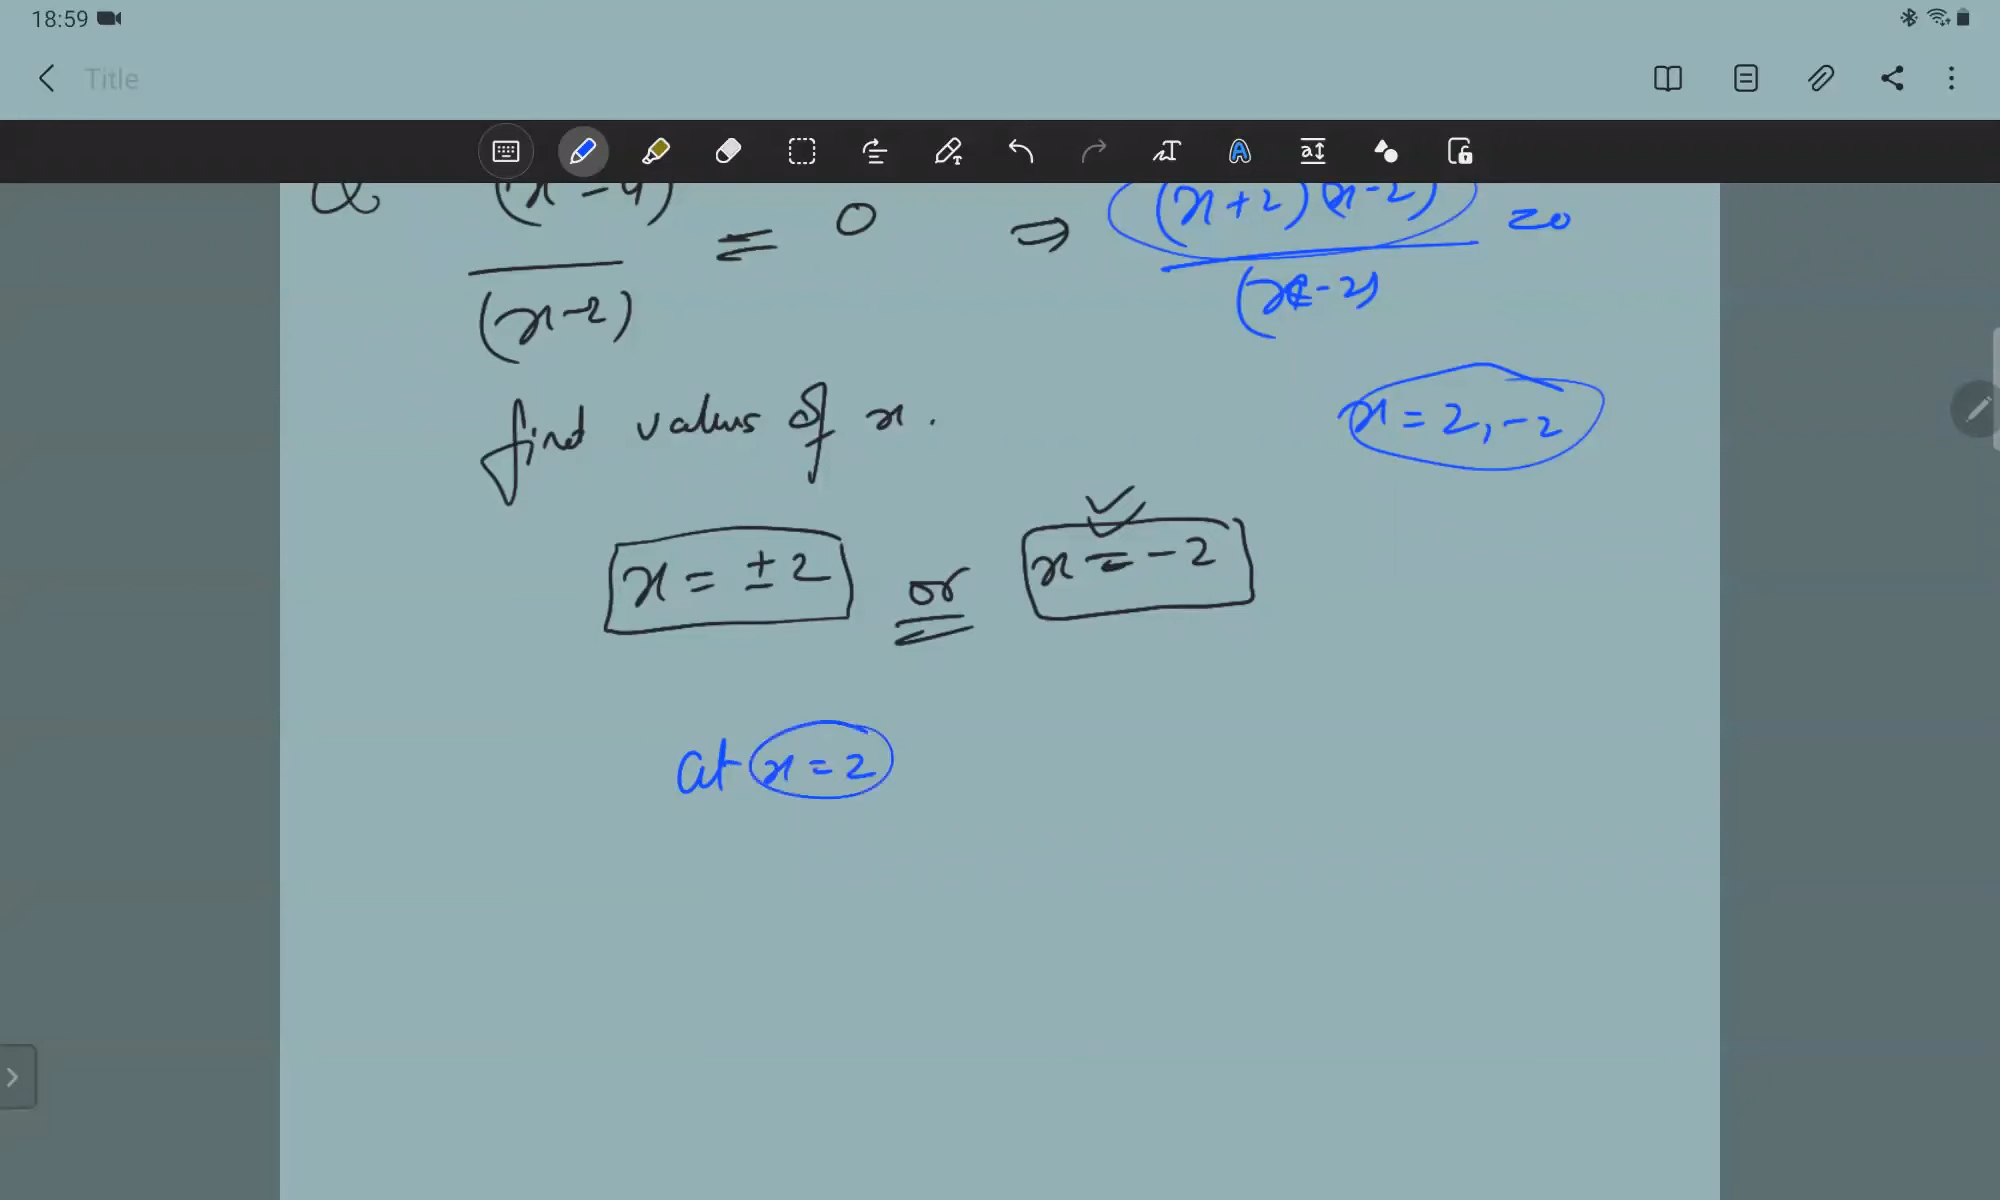 18:59
Title
Q (x - 4) / (x-2) = 0 ⇒ (x+2)(x-2) / (x-2) = 0
find values of x.
x = 2, -2
x = ±2 or x = -2
at x = 2